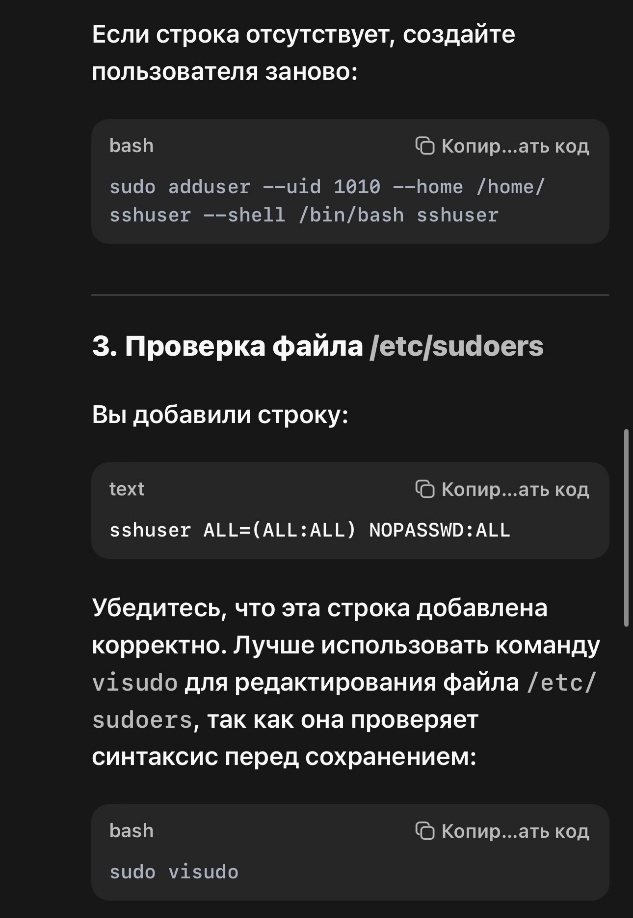 Если строка отсутствует, создайте
пользователя заново:
bash
Копир...ать код
sudo adduser --uid 1010 --home /home/
sshuser --shell /bin/bash sshuser
3. Проверка файла /etc/sudoers
Вы добавили строку:
text
Копир...ать код
sshuser ALL=(ALL:ALL) NOPASSWD:ALL
Убедитесь, что эта строка добавлена
корректно. Лучше использовать команду
visudo для редактирования файла /etc/
sudoers, так как она проверяет
синтаксис перед сохранением:
bash
Копир...ать код
sudo visudo